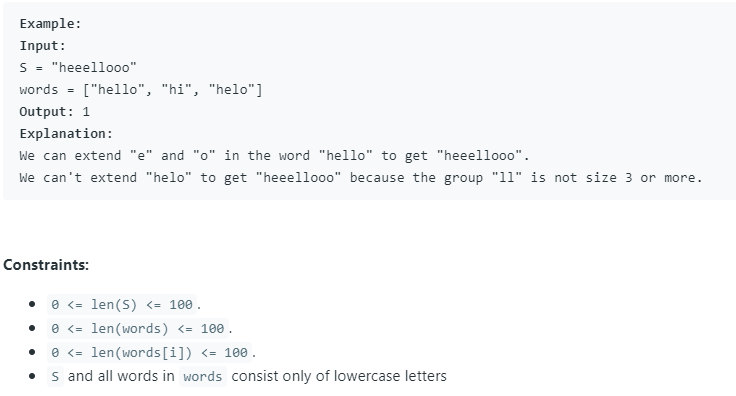 Example:
Input:
S = "heeellooo"
words = ["hello", "hi", "helo"]
Output: 1
Explanation:
We can extend "e" and "o" in the word "hello" to get "heeellooo".
We can't extend "helo" to get "heeellooo" because the group "ll" is not size 3 or more.
Constraints:
• 0 <= len(S) <= 100.
• 0 <= len(words) <= 100.
• 0 <= len(words[i]) <= 100.
• S and all words in words consist only of lowercase letters